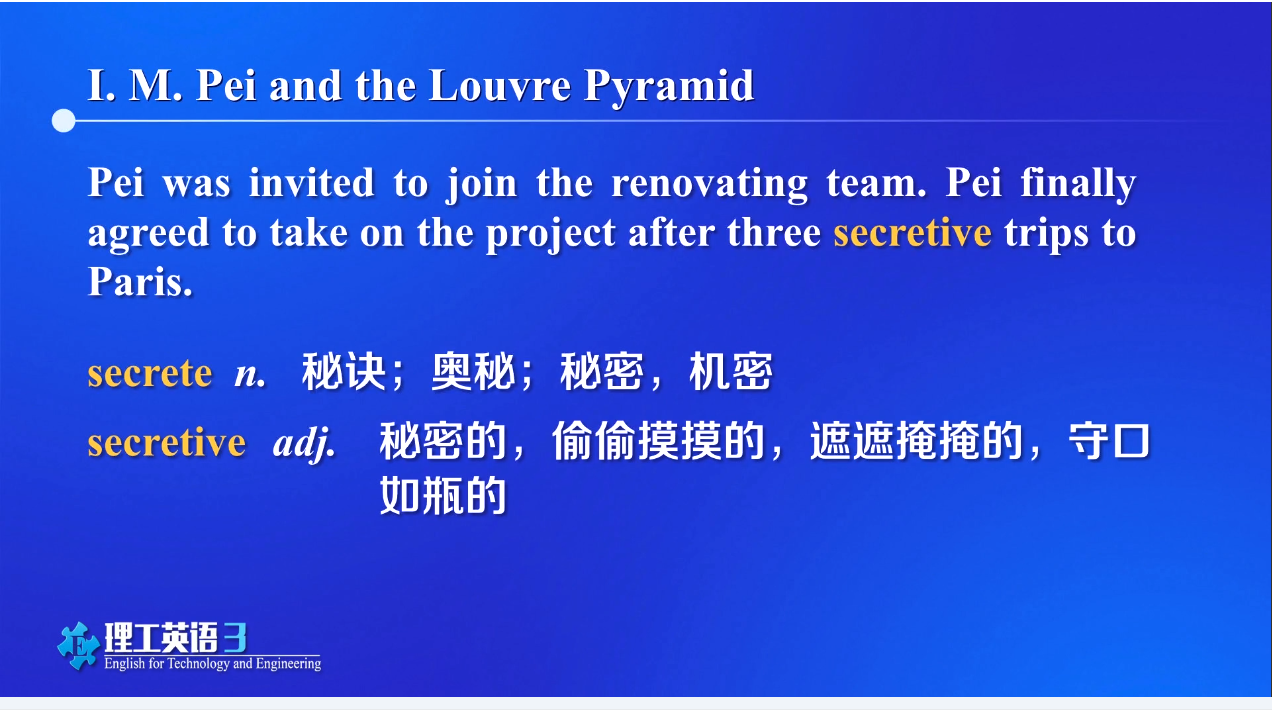 I. M. Pei and the Louvre Pyramid
Pei was invited to join the renovating team. Pei finally
agreed to take on the project after three secretive trips to
Paris.
secrete n. 秘诀；奥秘；秘密，机密
secretive adj. 秘密的，偷偷摸摸的，遮遮掩掩的，守口
如瓶的
理工英语3
English for Technology and Engineering